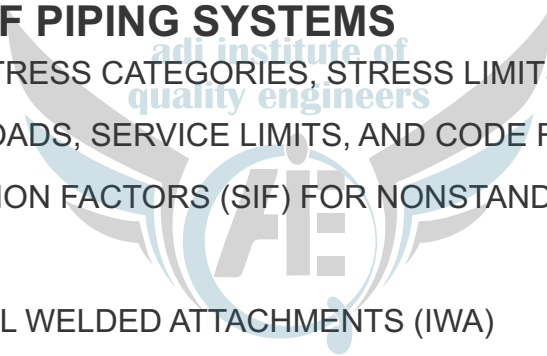 F PIPING SYSTEMS
adi institute of
TRESS CATEGORIES, STRESS LIMIT
quality engineers
OADS, SERVICE LIMITS, AND CODE
ION FACTORS (SIF) FOR NONSTAND
L WELDED ATTACHMENTS (IWA)